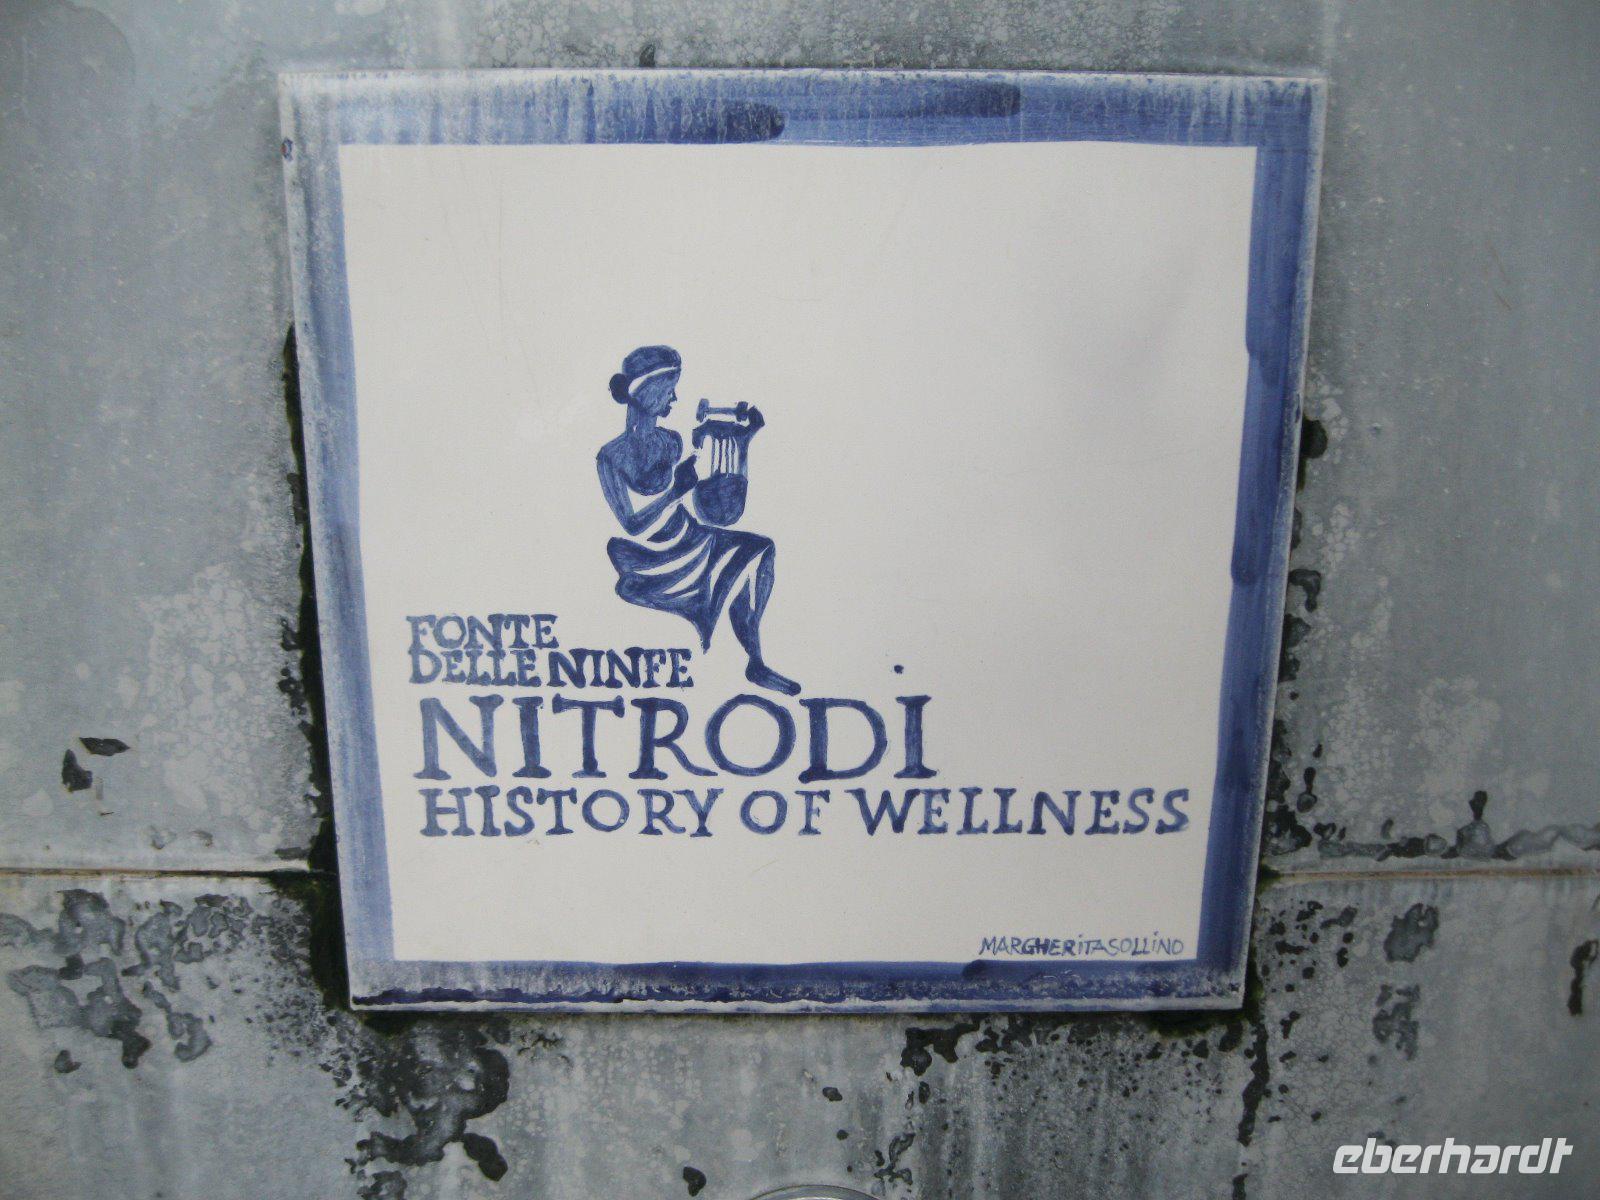 FONTE
DELLE NINFE
NITRODI
HISTORY OF WELLNESS
MARGHERITASOLLINO
eberhardt